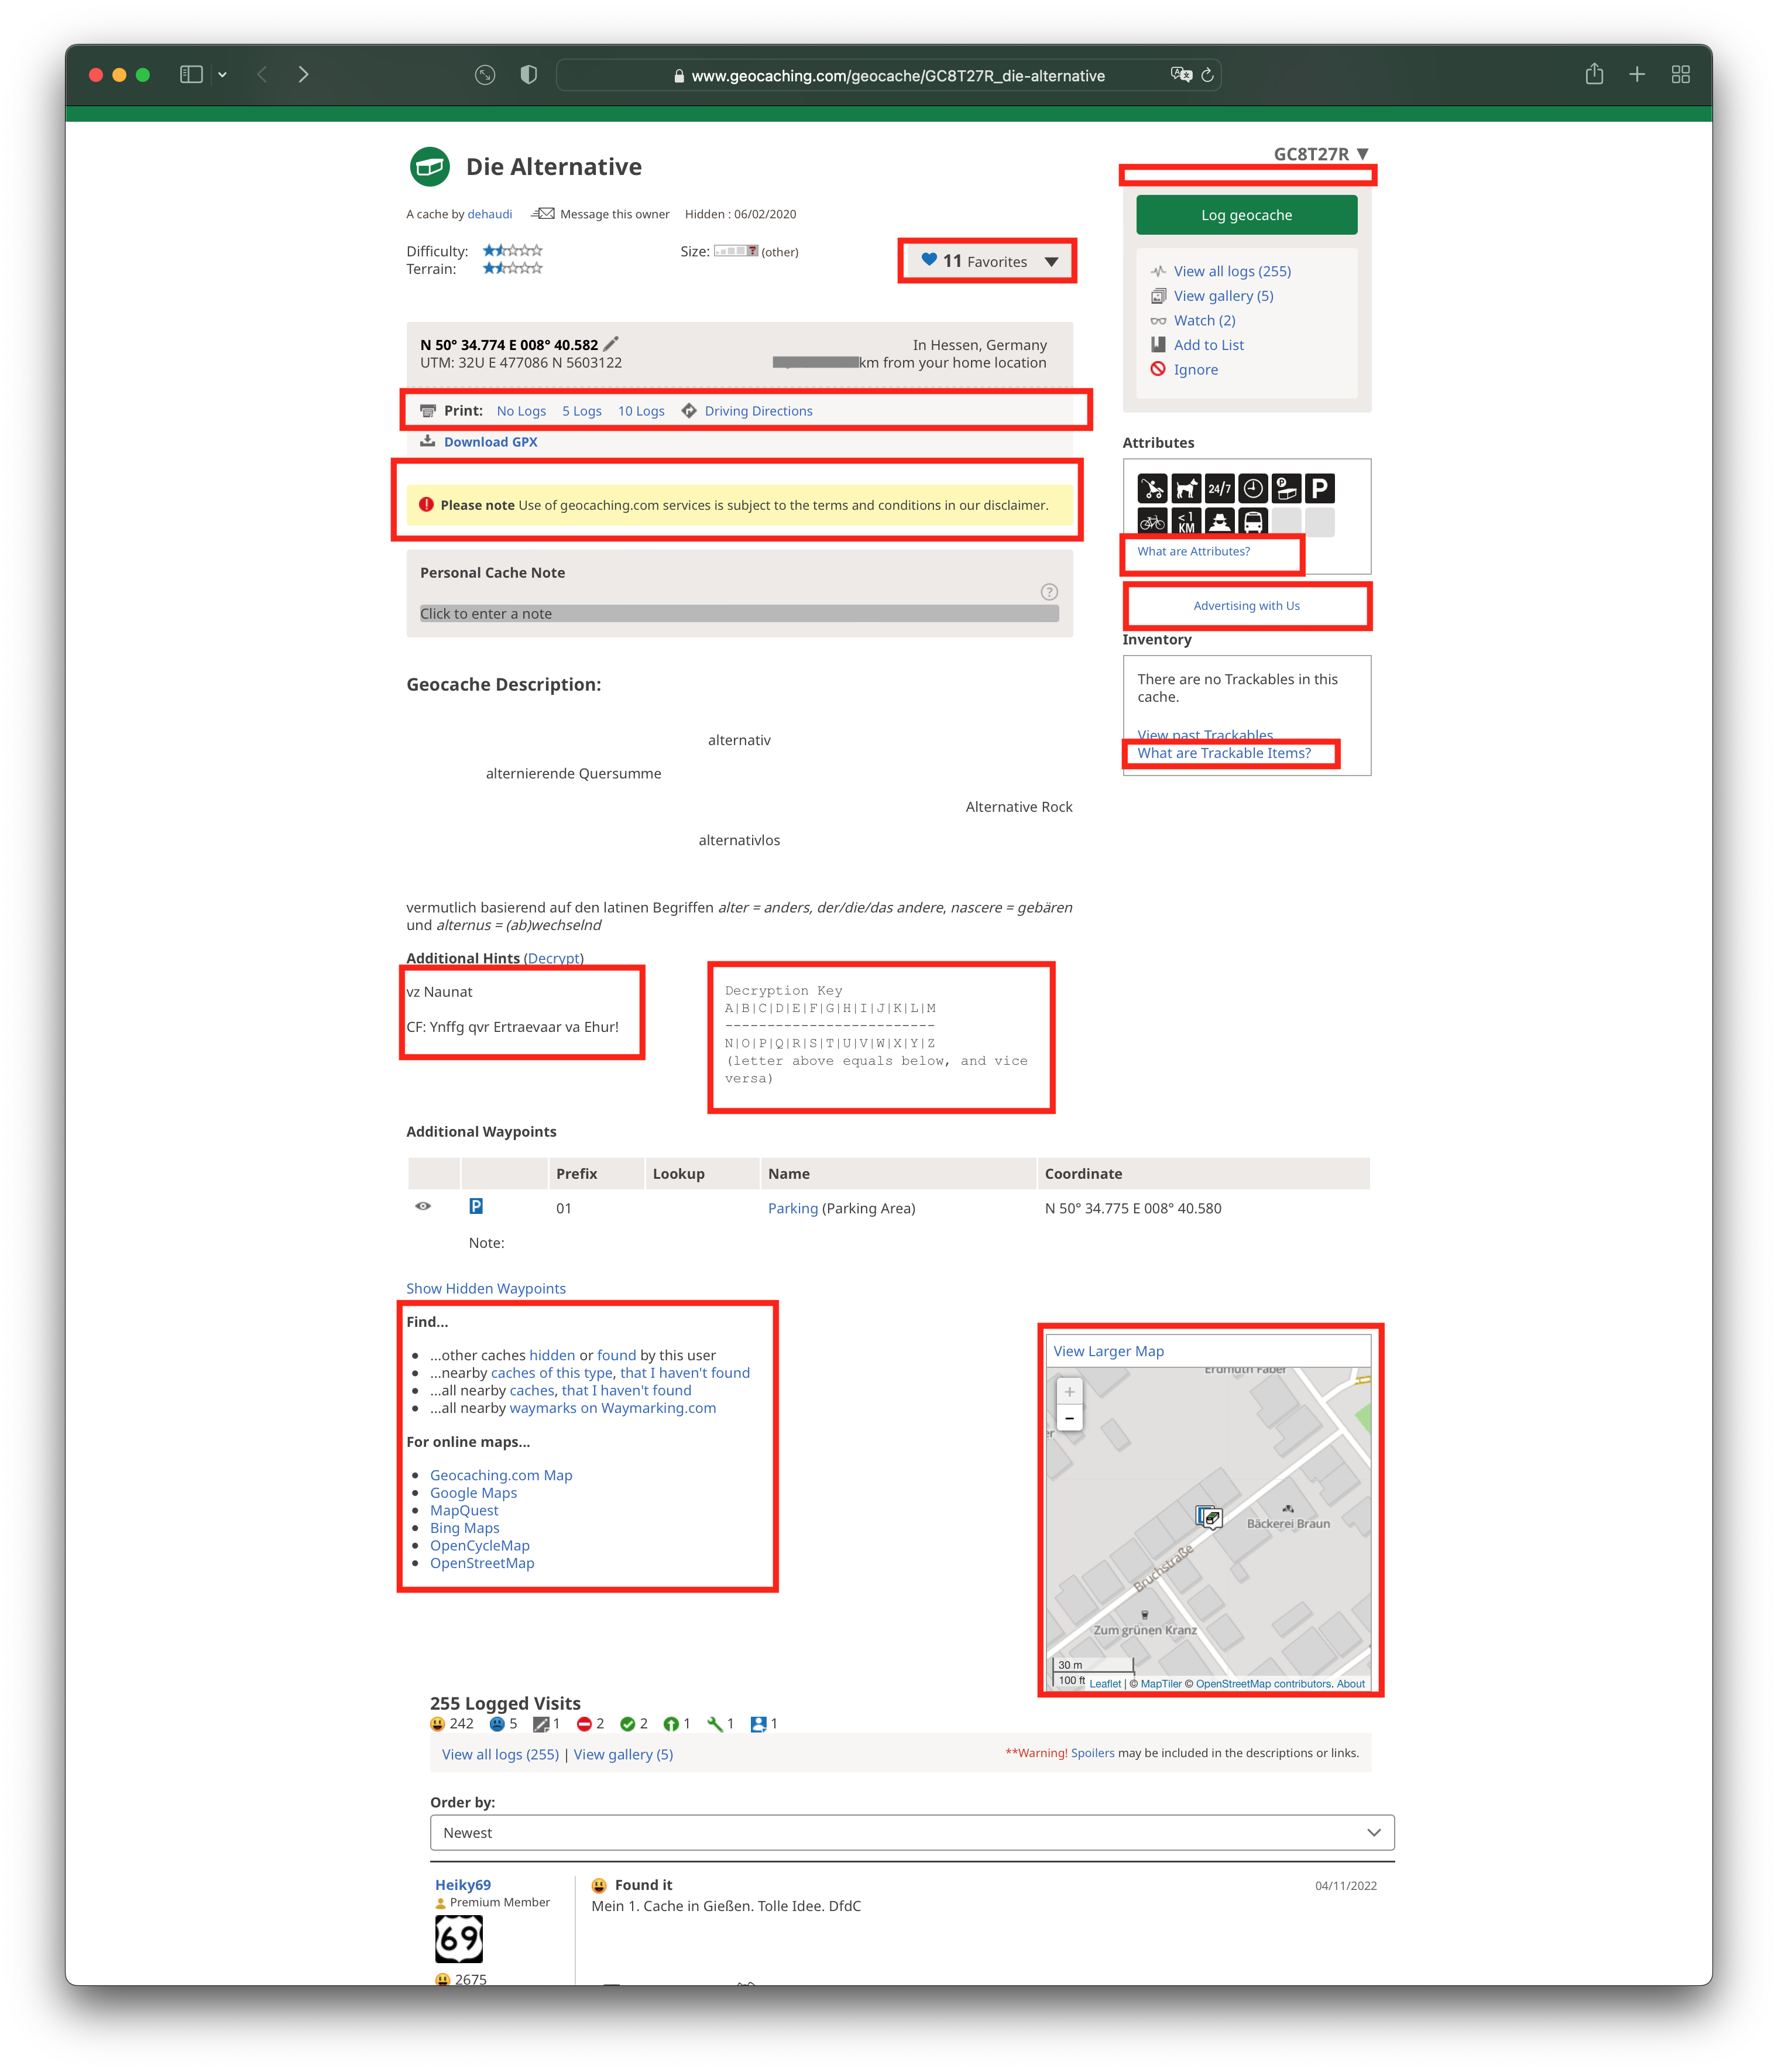 www.geocaching.com/geocache/GC8T27R_die-alternative
Die Alternative
GC8T27R ▼
A cache by dehaudi Message this owner Hidden : 06/02/2020
Difficulty:
Terrain:
Size: (other)
11 Favorites
Log geocache
View all logs (255)
View gallery (5)
Watch (2)
Add to List
Ignore
N 50° 34.774 E 008° 40.582
UTM: 32U E 477086 N 5603122
In Hessen, Germany
km from your home location
Print: No Logs 5 Logs 10 Logs Driving Directions
Download GPX
Please note Use of geocaching.com services is subject to the terms and conditions in our disclaimer.
Personal Cache Note
Click to enter a note
Attributes
24/7
P
P
<1
KM
What are Attributes?
Advertising with Us
Inventory
There are no Trackables in this
cache.
View past Trackables
What are Trackable Items?
Geocache Description:
alternativ
alternierende Quersumme
Alternative Rock
alternativlos
vermutlich basierend auf den latinen Begriffen alter = anders, der/die/das andere, nascere = gebären
und alternus = (ab)wechselnd
Additional Hints (Decrypt)
vz Naunat
CF: Ynffg qvr Ertraevaar va Ehur!
Decryption Key
A|B|C|D|E|F|G|H|I|J|K|L|M
-------------------------
N|O|P|Q|R|S|T|U|V|W|X|Y|Z
(letter above equals below, and vice
versa)
Additional Waypoints
Prefix Lookup Name Coordinate
P 01 Parking (Parking Area) N 50° 34.775 E 008° 40.580
Note:
Show Hidden Waypoints
Find...
...other caches hidden or found by this user
...nearby caches of this type, that I haven't found
...all nearby caches, that I haven't found
...all nearby waymarks on Waymarking.com
For online maps...
Geocaching.com Map
Google Maps
MapQuest
Bing Maps
OpenCycleMap
OpenStreetMap
View Larger Map
Erdmuth Faber
+
−
er
Bäckerei Braun
Bruchstraße
Zum grünen Kranz
30 m
100 ft
Leaflet | © MapTiler © OpenStreetMap contributors. About
255 Logged Visits
242 5 1 2 2 1 1 1
View all logs (255) | View gallery (5)
**Warning! Spoilers may be included in the descriptions or links.
Order by:
Newest
Heiky69
Premium Member
69
2675
Found it
04/11/2022
Mein 1. Cache in Gießen. Tolle Idee. DfdC